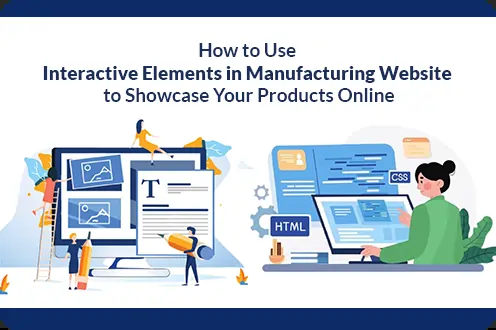 How to Use
Interactive Elements in Manufacturing Website
to Showcase Your Products Online
T
CSS
HTML